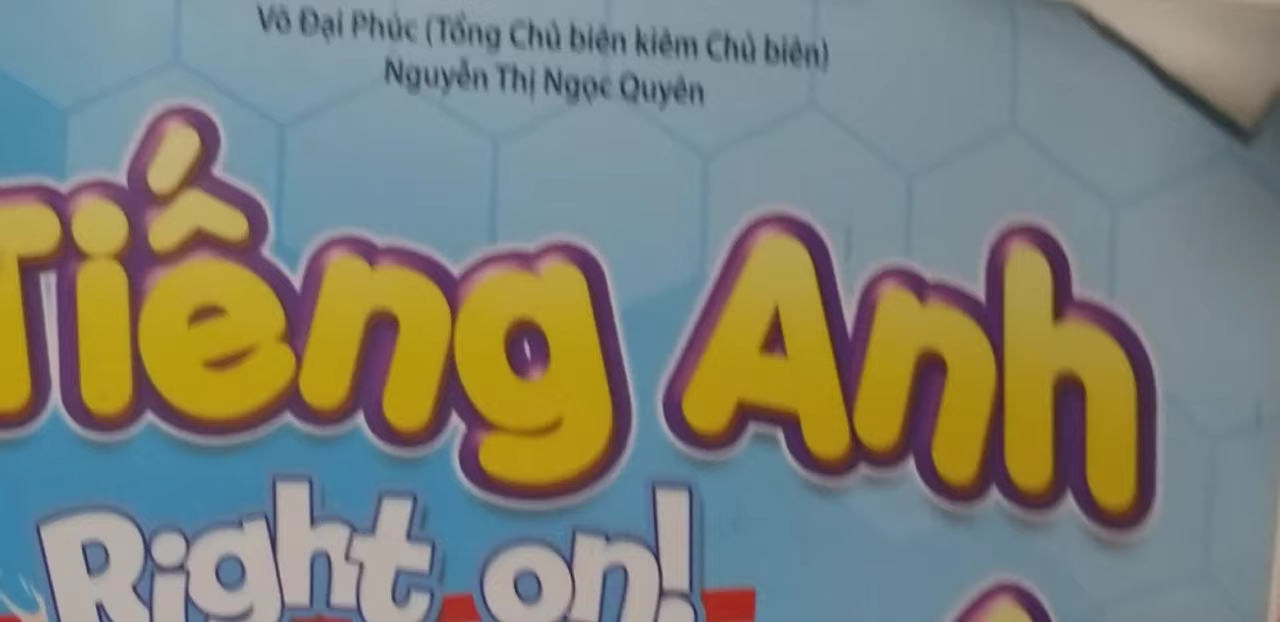 Võ Đại Phúc (Tổng Chủ biên kiêm Chủ biên)
Nguyễn Thị Ngọc Quyên
Tiếng Anh
Right on!